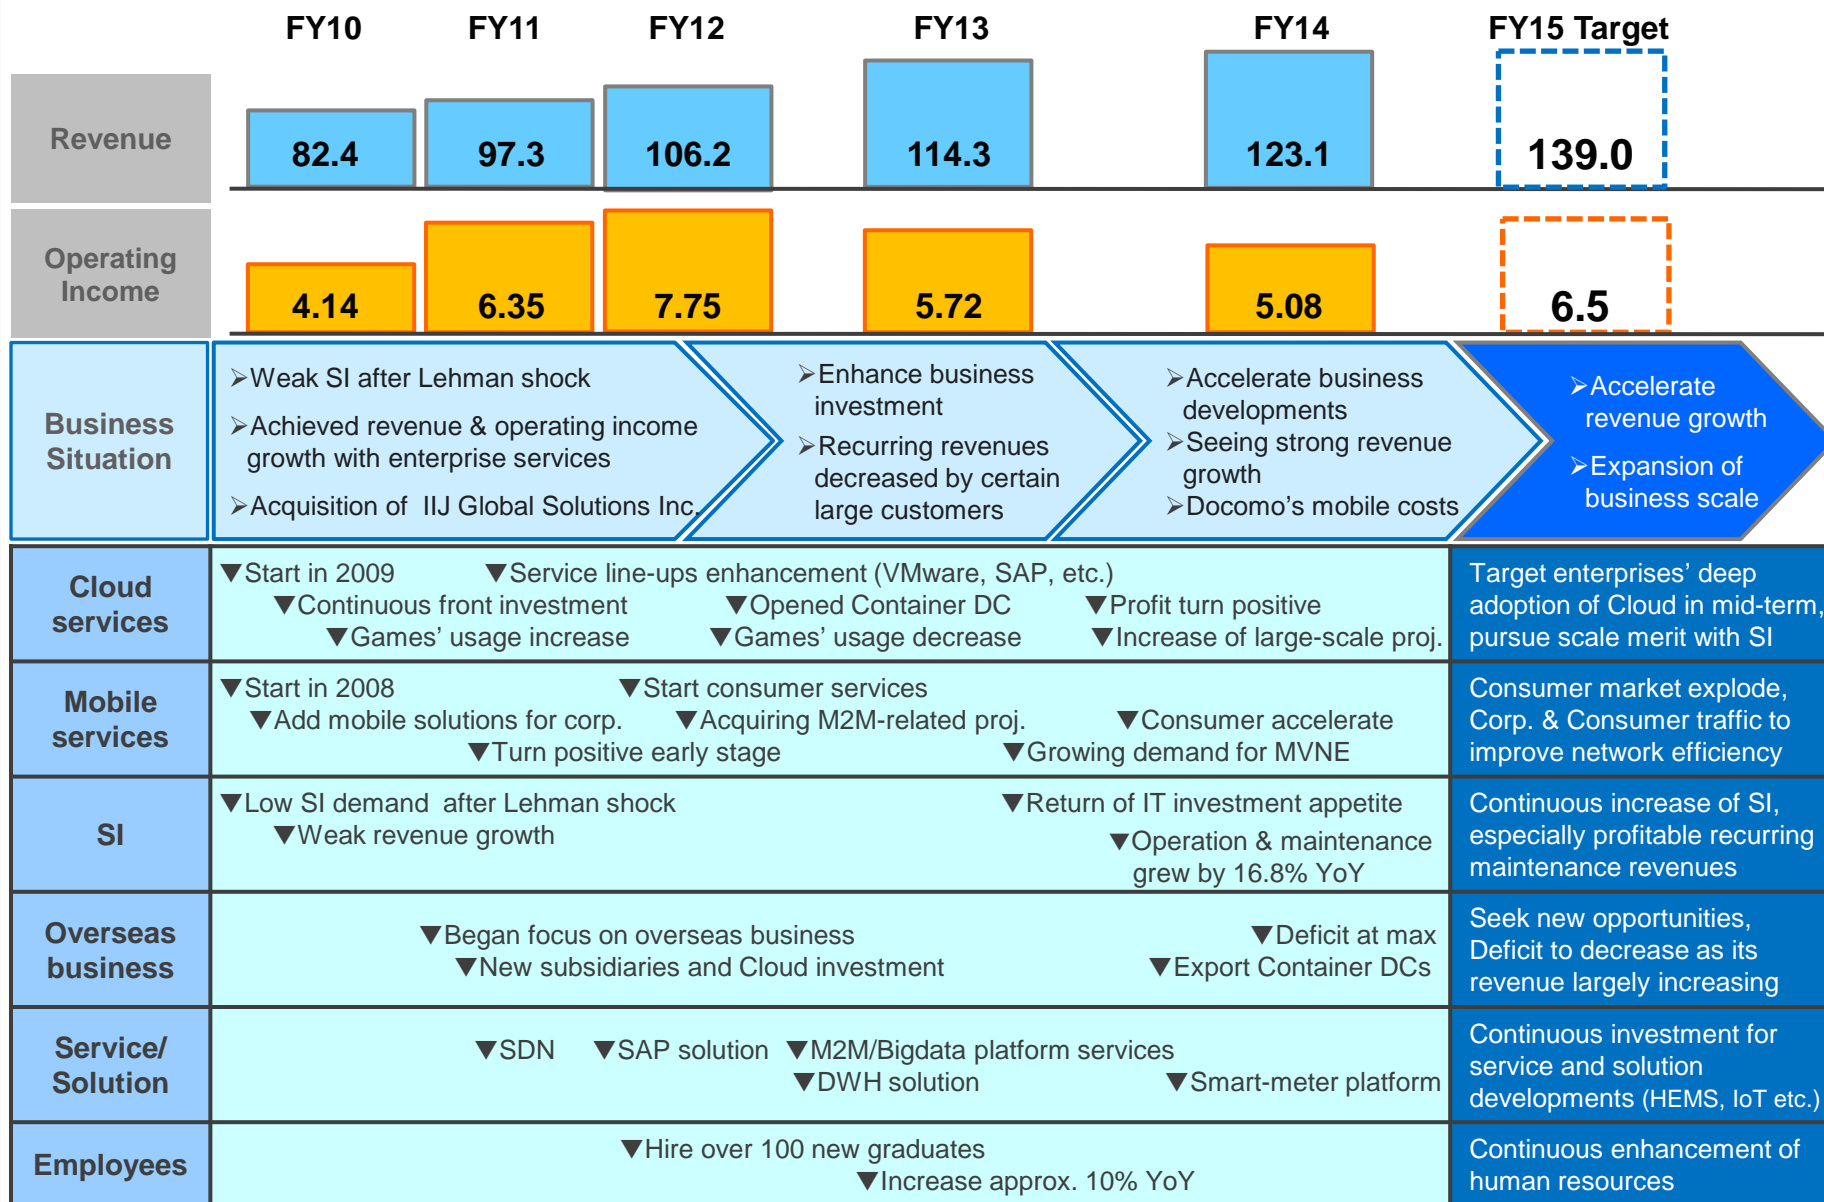 FY10 FY11 FY12 FY13 FY14 FY15 Target
Revenue
82.4 97.3 106.2 114.3 123.1 139.0
Operating
Income
4.14 6.35 7.75 5.72 5.08 6.5
Business
Situation
➢Weak SI after Lehman shock
➢Achieved revenue & operating income
growth with enterprise services
➢Acquisition of IIJ Global Solutions Inc.
➢Enhance business
investment
➢Recurring revenues
decreased by certain
large customers
➢Accelerate business
developments
➢Seeing strong revenue
growth
➢Docomo's mobile costs
➢Accelerate
revenue growth
➢Expansion of
business scale
Cloud
services
▼Start in 2009 ▼Service line-ups enhancement (VMware, SAP, etc.)
▼Continuous front investment ▼Opened Container DC ▼Profit turn positive
▼Games' usage increase ▼Games' usage decrease ▼Increase of large-scale proj.
Target enterprises' deep
adoption of Cloud in mid-term,
pursue scale merit with SI
Mobile
services
▼Start in 2008 ▼Start consumer services
▼Add mobile solutions for corp. ▼Acquiring M2M-related proj. ▼Consumer accelerate
▼Turn positive early stage ▼Growing demand for MVNE
Consumer market explode,
Corp. & Consumer traffic to
improve network efficiency
SI
▼Low SI demand after Lehman shock ▼Return of IT investment appetite
▼Weak revenue growth ▼Operation & maintenance
grew by 16.8% YoY
Continuous increase of SI,
especially profitable recurring
maintenance revenues
Overseas
business
▼Began focus on overseas business ▼Deficit at max
▼New subsidiaries and Cloud investment ▼Export Container DCs
Seek new opportunities,
Deficit to decrease as its
revenue largely increasing
Service/
Solution
▼SDN ▼SAP solution ▼M2M/Bigdata platform services
▼DWH solution ▼Smart-meter platform
Continuous investment for
service and solution
developments (HEMS, IoT etc.)
Employees
▼Hire over 100 new graduates
▼Increase approx. 10% YoY
Continuous enhancement of
human resources